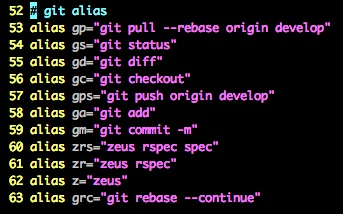 52 # git alias
53 alias gp="git pull --rebase origin develop"
54 alias gs="git status"
55 alias gd="git diff"
56 alias gc="git checkout"
57 alias gps="git push origin develop"
58 alias ga="git add"
59 alias gm="git commit -m"
60 alias zrs="zeus rspec spec"
61 alias zr="zeus rspec"
62 alias z="zeus"
63 alias grc="git rebase --continue"